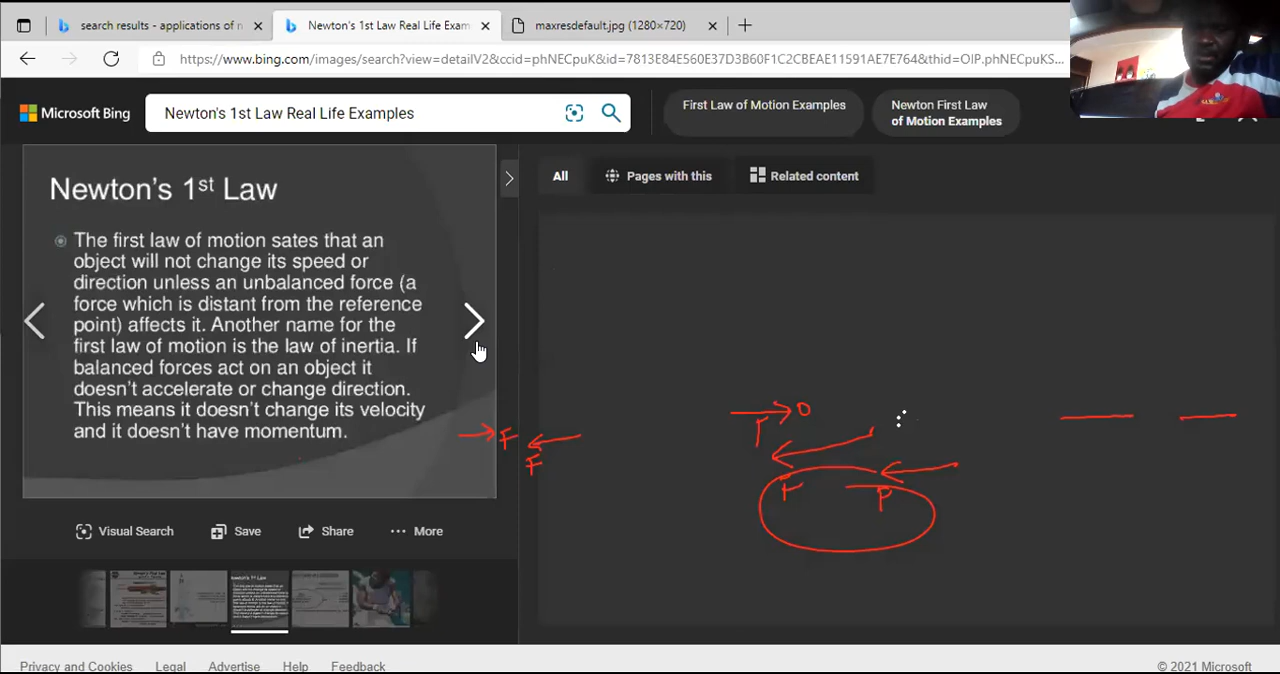 search results - applications of n
Newton's 1st Law Real Life Exam
maxresdefault.jpg (1280×720)
https://www.bing.com/images/search?view=detailV2&ccid=phNECpuK&id=7813E84E560E37D3B60F1C2CBEAE11591AE7E764&thid=OIP.phNECpuKS...
Microsoft Bing
Newton's 1st Law Real Life Examples
First Law of Motion Examples
Newton First Law
of Motion Examples
All
Pages with this
Related content
Newton's 1st Law
The first law of motion sates that an
object will not change its speed or
direction unless an unbalanced force (a
force which is distant from the reference
point) affects it. Another name for the
first law of motion is the law of inertia. If
balanced forces act on an object it
doesn't accelerate or change direction.
This means it doesn't change its velocity
and it doesn't have momentum.
F
F
F
P
Visual Search
Save
Share
More
Privacy and Cookies
Legal
Advertise
Help
Feedback
© 2021 Microsoft